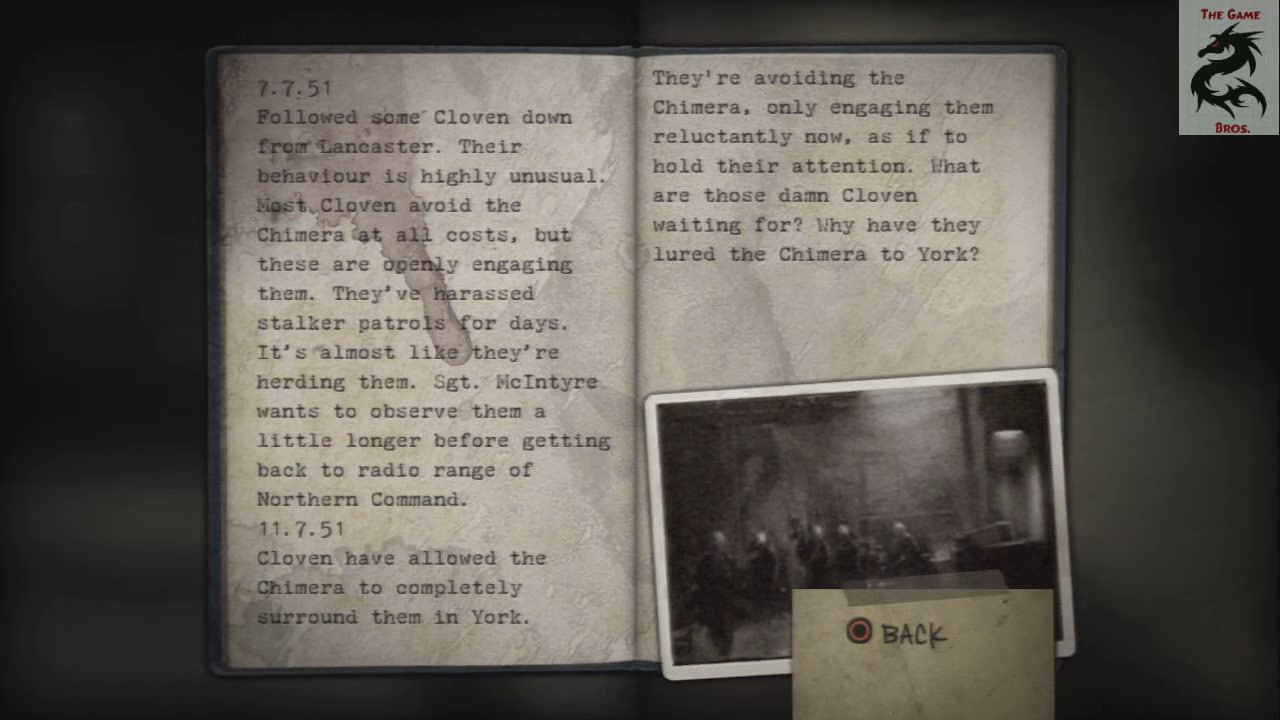 7.7.51
Followed some Cloven down
from Lancaster. Their
behaviour is highly unusual.
Most Cloven avoid the
Chimera at all costs, but
these are openly engaging
them. They've harassed
stalker patrols for days.
It's almost like they're
herding them. Sgt. McIntyre
wants to observe them a
little longer before getting
back to radio range of
Northern Command.
11.7.51
Cloven have allowed the
Chimera to completely
surround them in York.
They're avoiding the
Chimera, only engaging them
reluctantly now, as if to
hold their attention. What
are those damn Cloven
waiting for? Why have they
lured the Chimera to York?
BACK
THE GAME
BROS.